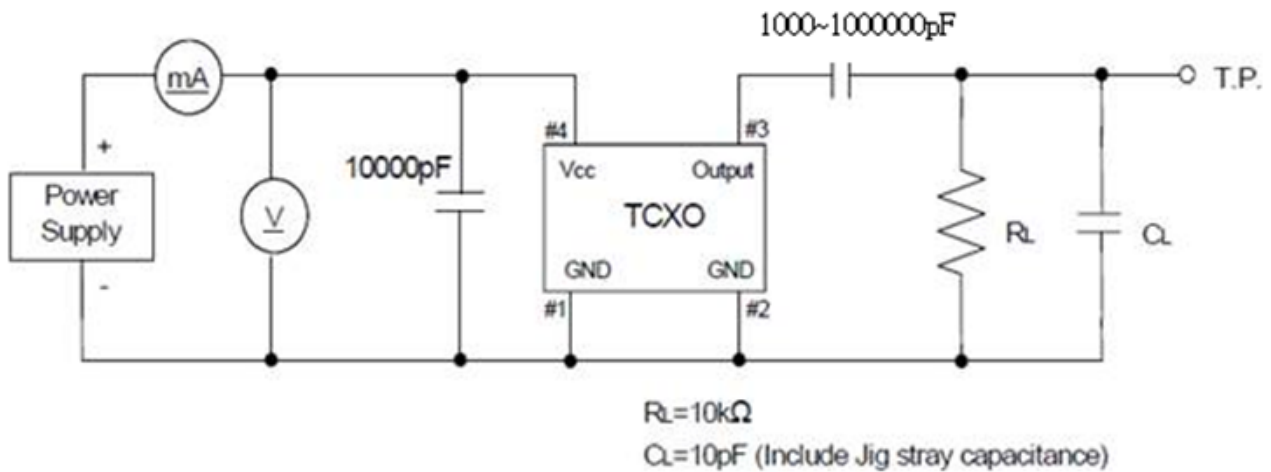 1000~1000000pF
mA
T.P.
#4
#3
+
10000pF
Vcc
Output
Power
Supply
V
TCXO
RL
CL
GND
GND
-
#1
#2
RL=10kΩ
CL=10pF (Include Jig stray capacitance)